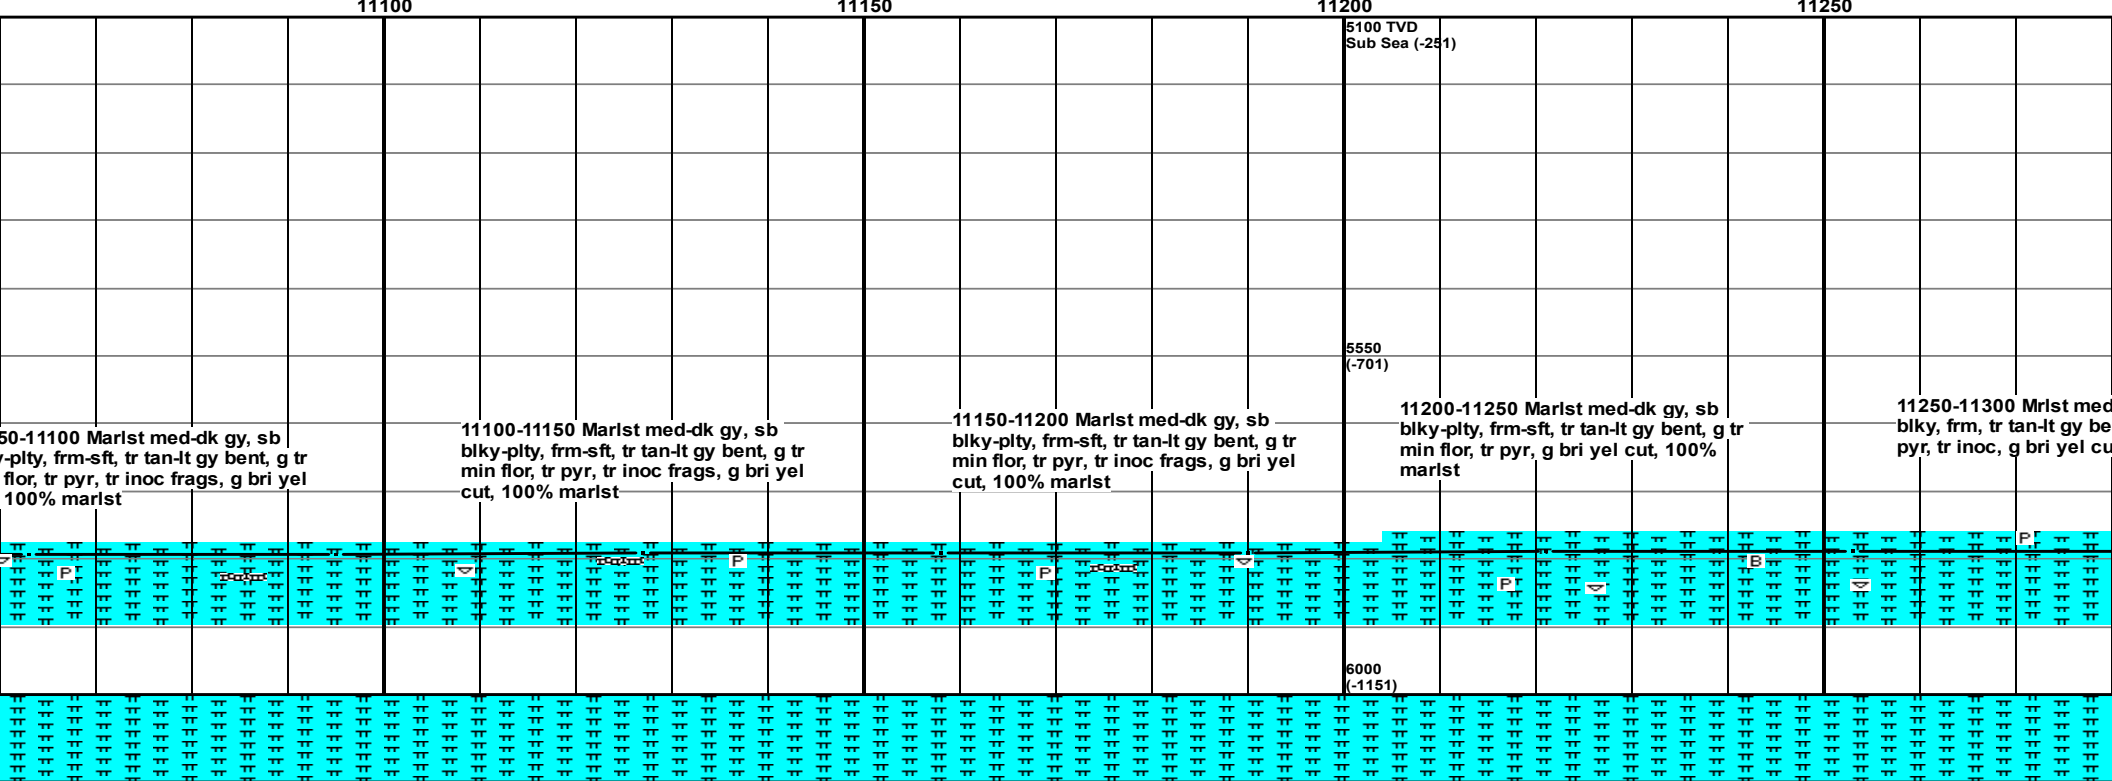 11100
11150
11200
11250
5100 TVD
Sub Sea (-251)
5550
(-701)
50-11100 Marlst med-dk gy, sb
y-plty, frm-sft, tr tan-lt gy bent, g tr
flor, tr pyr, tr inoc frags, g bri yel
100% marlst
11100-11150 Marlst med-dk gy, sb
blky-plty, frm-sft, tr tan-lt gy bent, g tr
min flor, tr pyr, tr inoc frags, g bri yel
cut, 100% marlst
11150-11200 Marlst med-dk gy, sb
blky-plty, frm-sft, tr tan-lt gy bent, g tr
min flor, tr pyr, tr inoc frags, g bri yel
cut, 100% marlst
11200-11250 Marlst med-dk gy, sb
blky-plty, frm-sft, tr tan-lt gy bent, g tr
min flor, tr pyr, g bri yel cut, 100%
marlst
11250-11300 Mrlst med
blky, frm, tr tan-lt gy be
pyr, tr inoc, g bri yel cu
P
P
P
P
B
P
6000
(-1151)